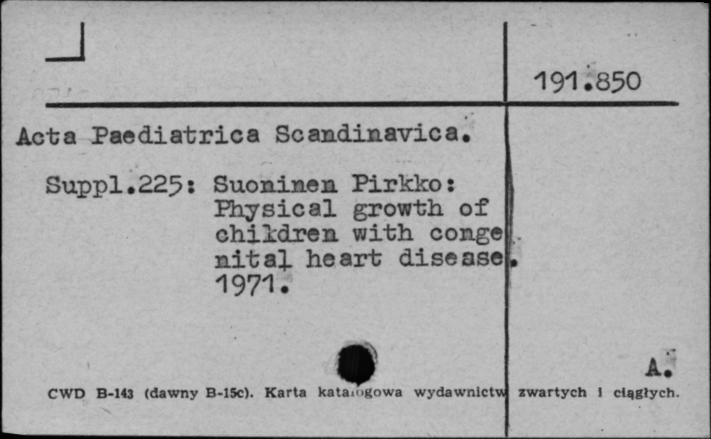 191.850
Acta Paediatrica Scandinavica.
Suppl.225: Suoninen Pirkko:
Physical growth of
children with conge
nital heart disease.
1971.
A.
CWD B-143 (dawny B-15c). Karta katalogowa wydawnictw zwartych i ciągłych.